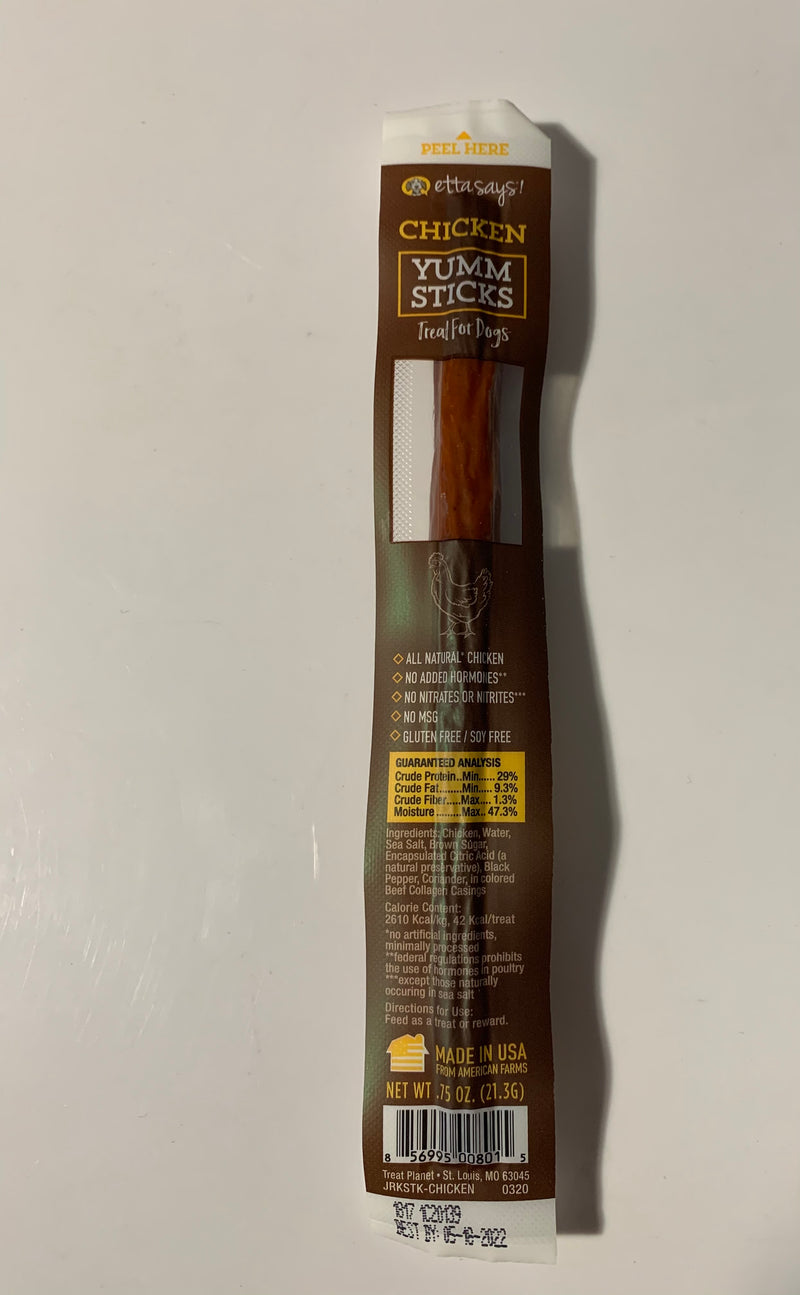 PEEL HERE
ettasays!
CHICKEN
YUMM
STICKS
Treat For Dogs
ALL NATURAL* CHICKEN
NO ADDED HORMONES**
NO NITRATES OR NITRITES***
NO MSG
GLUTEN FREE / SOY FREE
GUARANTEED ANALYSIS
Crude Protein..Min...... 29%
Crude Fat........Min..... 9.3%
Crude Fiber.....Max.... 1.3%
Moisture .........Max.. 47.3%
Ingredients: Chicken, Water,
Sea Salt, Brown Sugar,
Encapsulated Citric Acid (a
natural preservative), Black
Pepper, Coriander, in colored
Beef Collagen Casings
Calorie Content:
2610 Kcal/kg, 42 Kcal/treat
*no artificial ingredients,
minimally processed
**federal regulations prohibits
the use of hormones in poultry
***except those naturally
occuring in sea salt
Directions for Use:
Feed as a treat or reward.
MADE IN USA
FROM AMERICAN FARMS
NET WT .75 OZ. (21.3G)
8 56995 00801 5
Treat Planet • St. Louis, MO 63045
JRKSTK-CHICKEN 0320
1817 1C20139
BEST BY: 05-18-2022